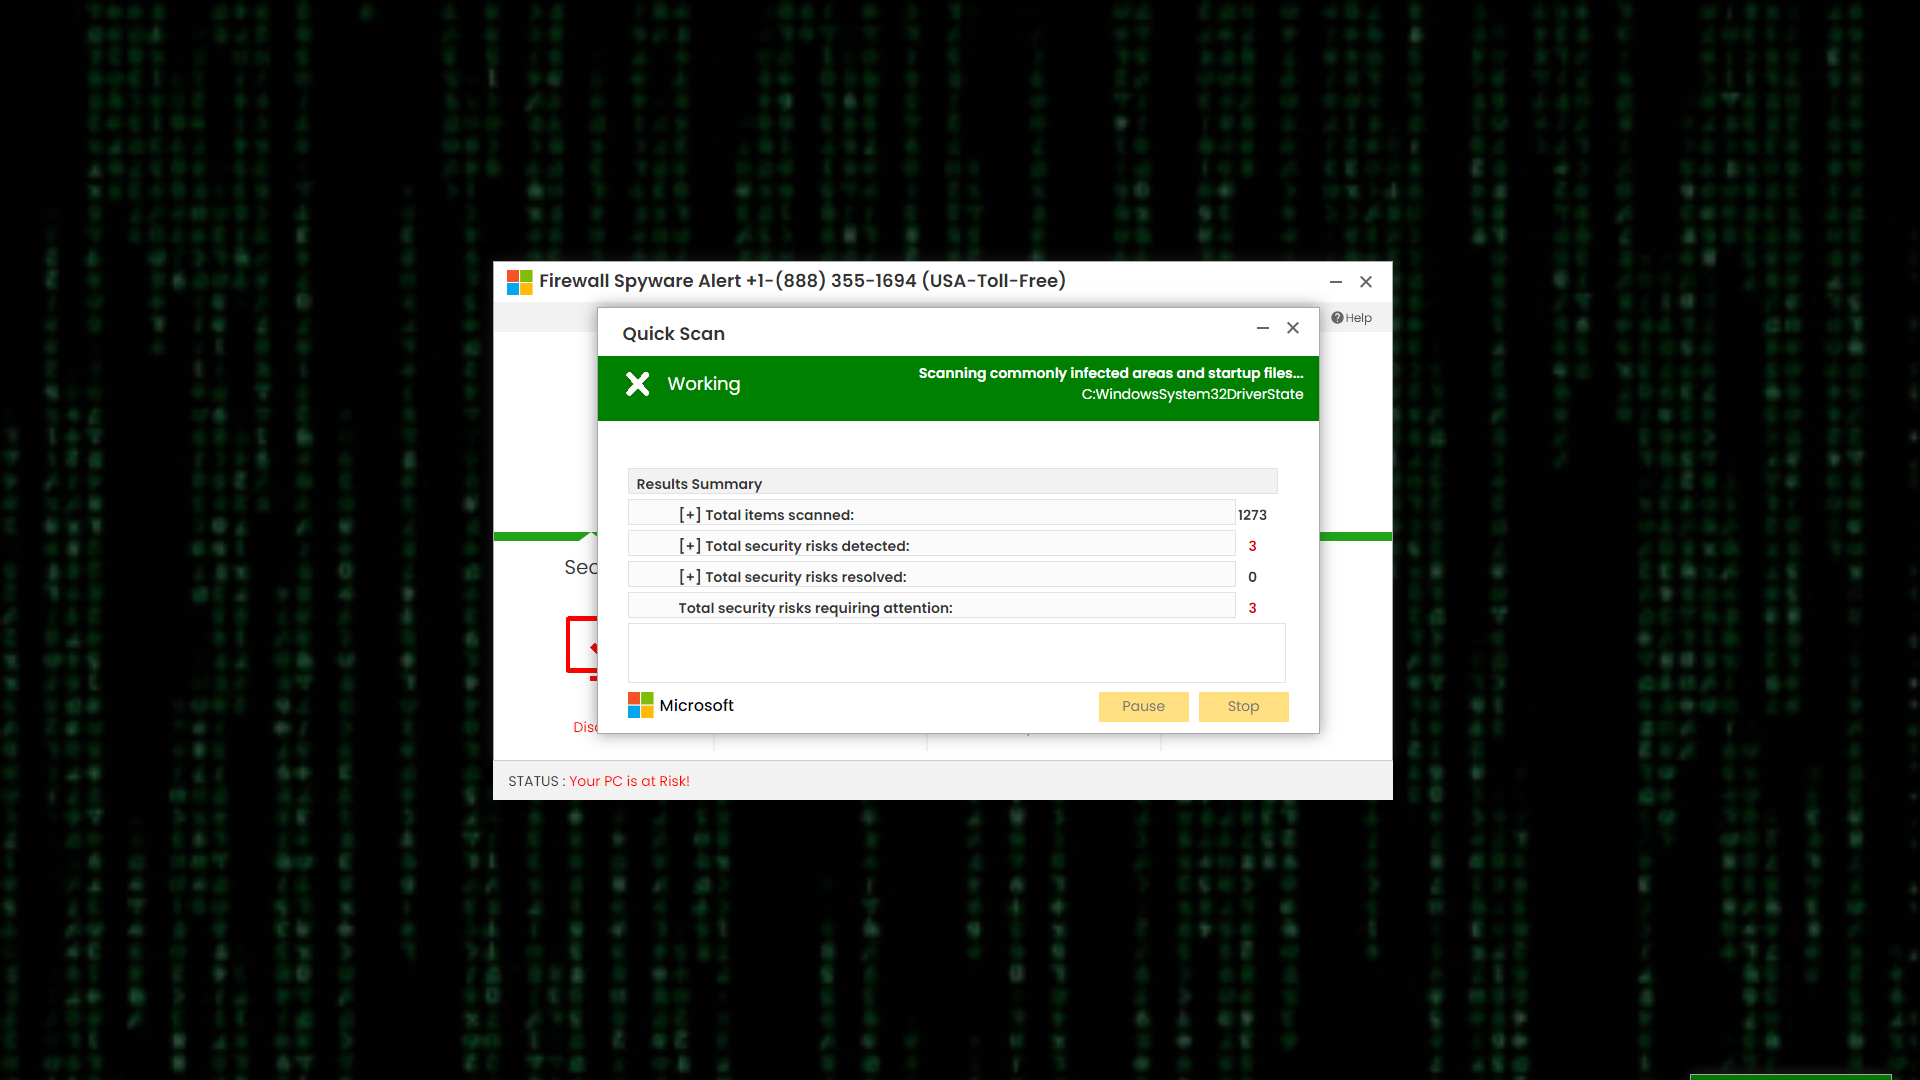 Firewall Spyware Alert +1-(888) 355-1694 (USA-Toll-Free)
Help
Quick Scan
Working
Scanning commonly infected areas and startup files...
C:WindowsSystem32DriverState
Results Summary
[+] Total items scanned: 1273
[+] Total security risks detected: 3
[+] Total security risks resolved: 0
Total security risks requiring attention: 3
Sec
Disc
Microsoft
Pause
Stop
STATUS : Your PC is at Risk!